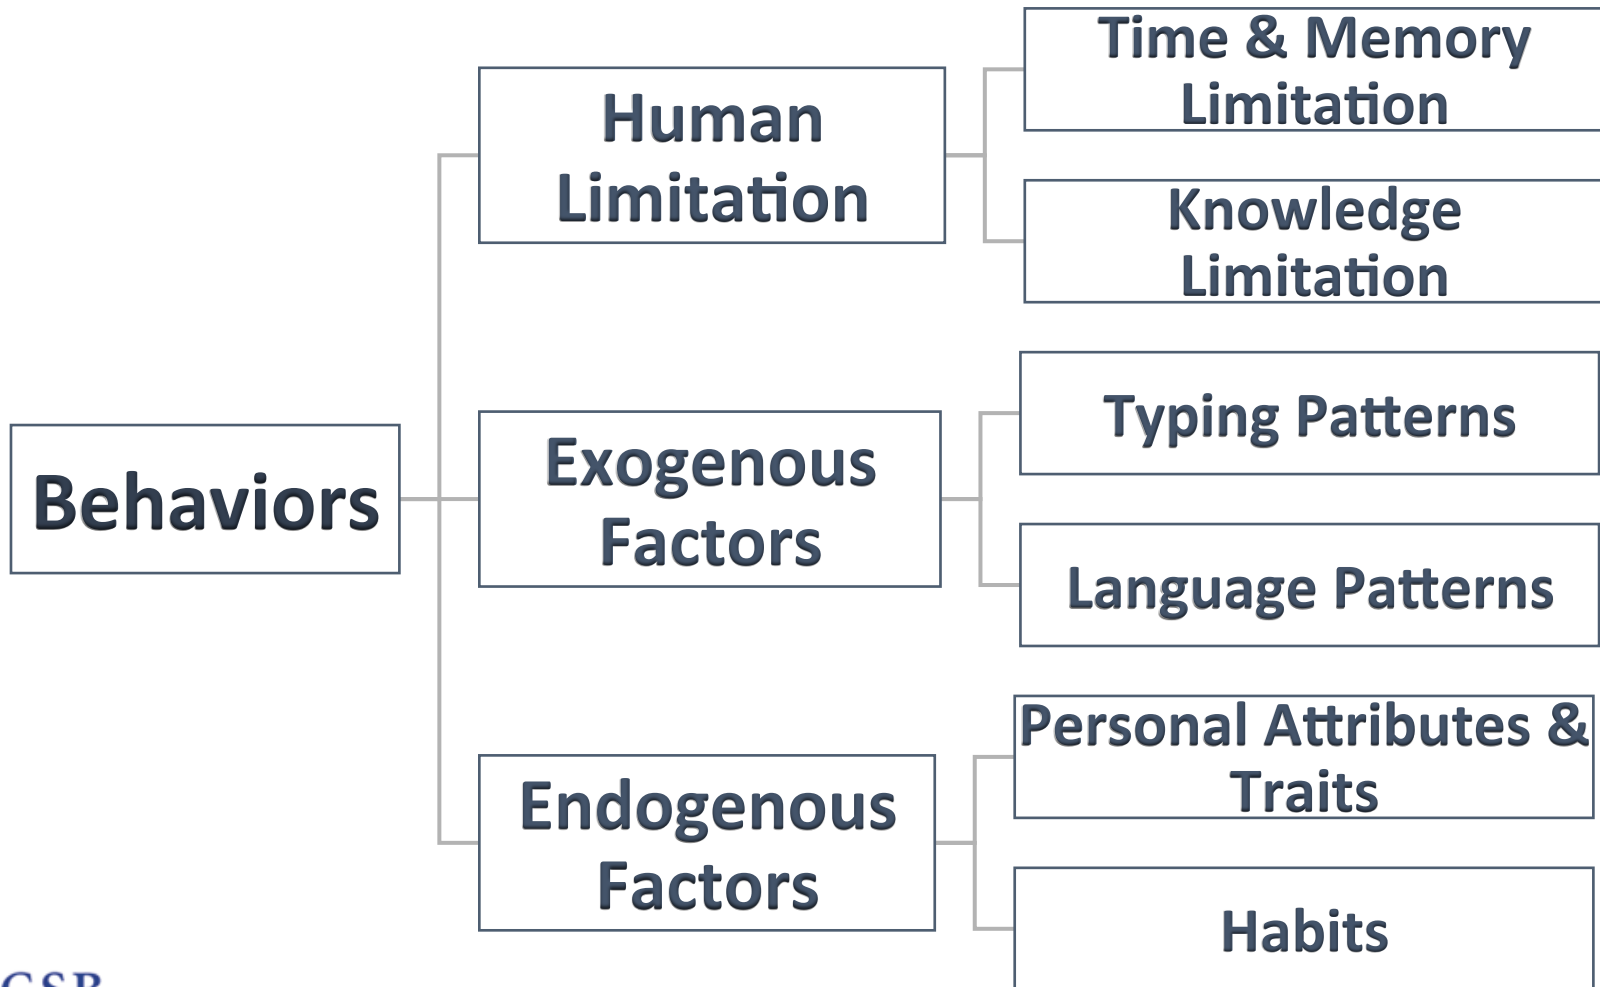 Time & Memory
Limitation
Human
Limitation
Knowledge
Limitation
Typing Patterns
Exogenous
Factors
Behaviors
Language Patterns
Personal Attributes &
Traits
Endogenous
Factors
Habits